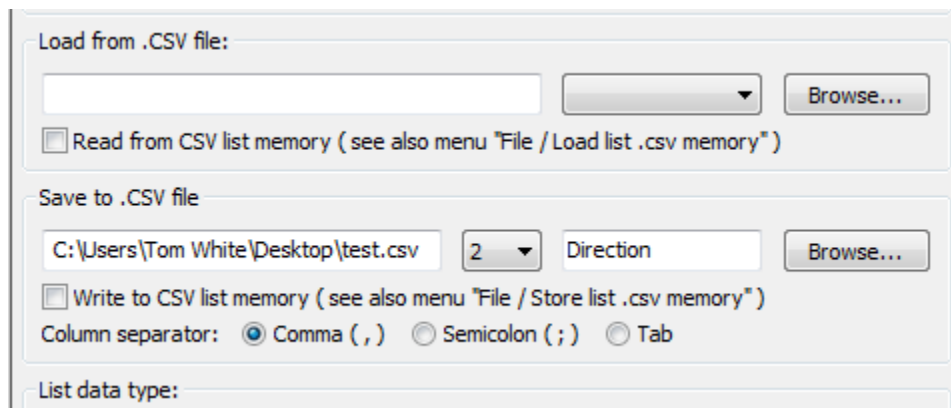 Load from .CSV file:
Browse...
Read from CSV list memory ( see also menu "File / Load list .csv memory" )
Save to .CSV file
C:\Users\Tom White\Desktop\test.csv 2 Direction Browse...
Write to CSV list memory ( see also menu "File / Store list .csv memory" )
Column separator: Comma ( , ) Semicolon ( ; ) Tab
List data type: